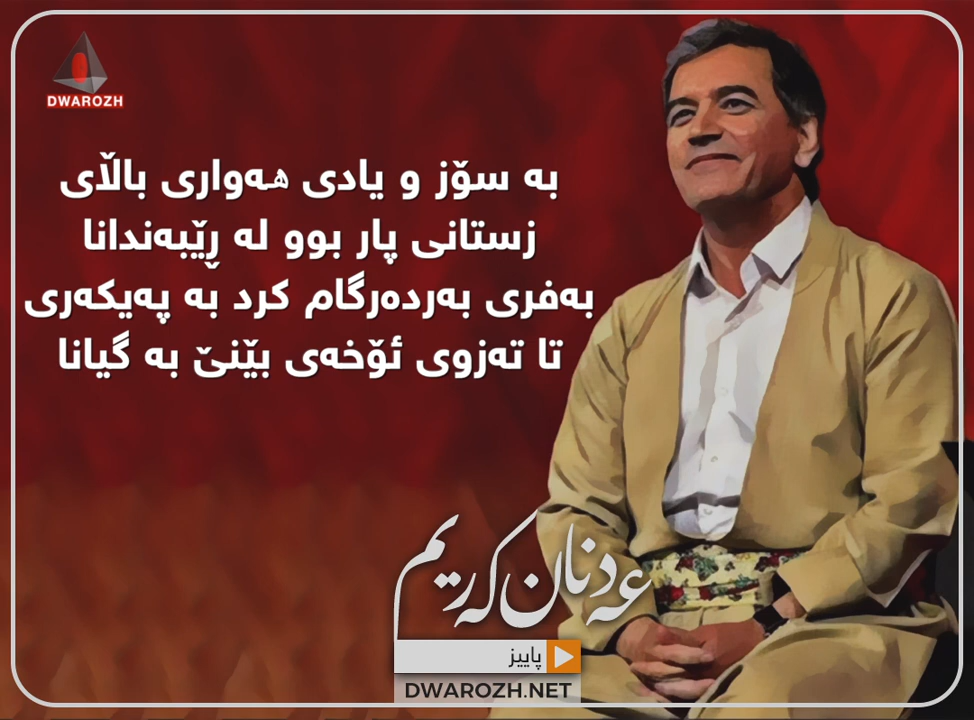 DWAROZH
بە سۆز و یادی هەواری باڵای
زستانی پار بوو لە ڕێبەندانا
بەفری بەردەرگام کرد بە پەیکەری
تا تەزوی ئۆخەی بێنێ بە گیانا
عەدنان کەریم
پاییز
DWAROZH.NET